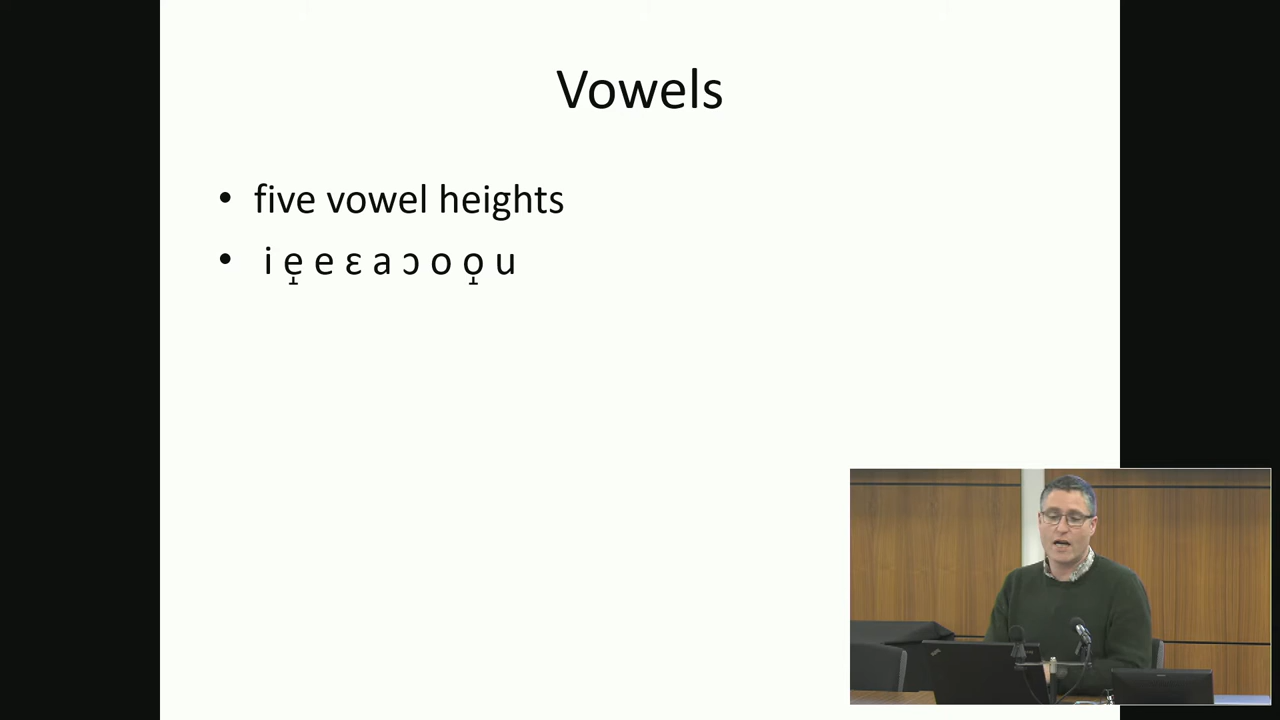 Vowels
• five vowel heights
• i e̝ e ɛ a ɔ o o̝ u